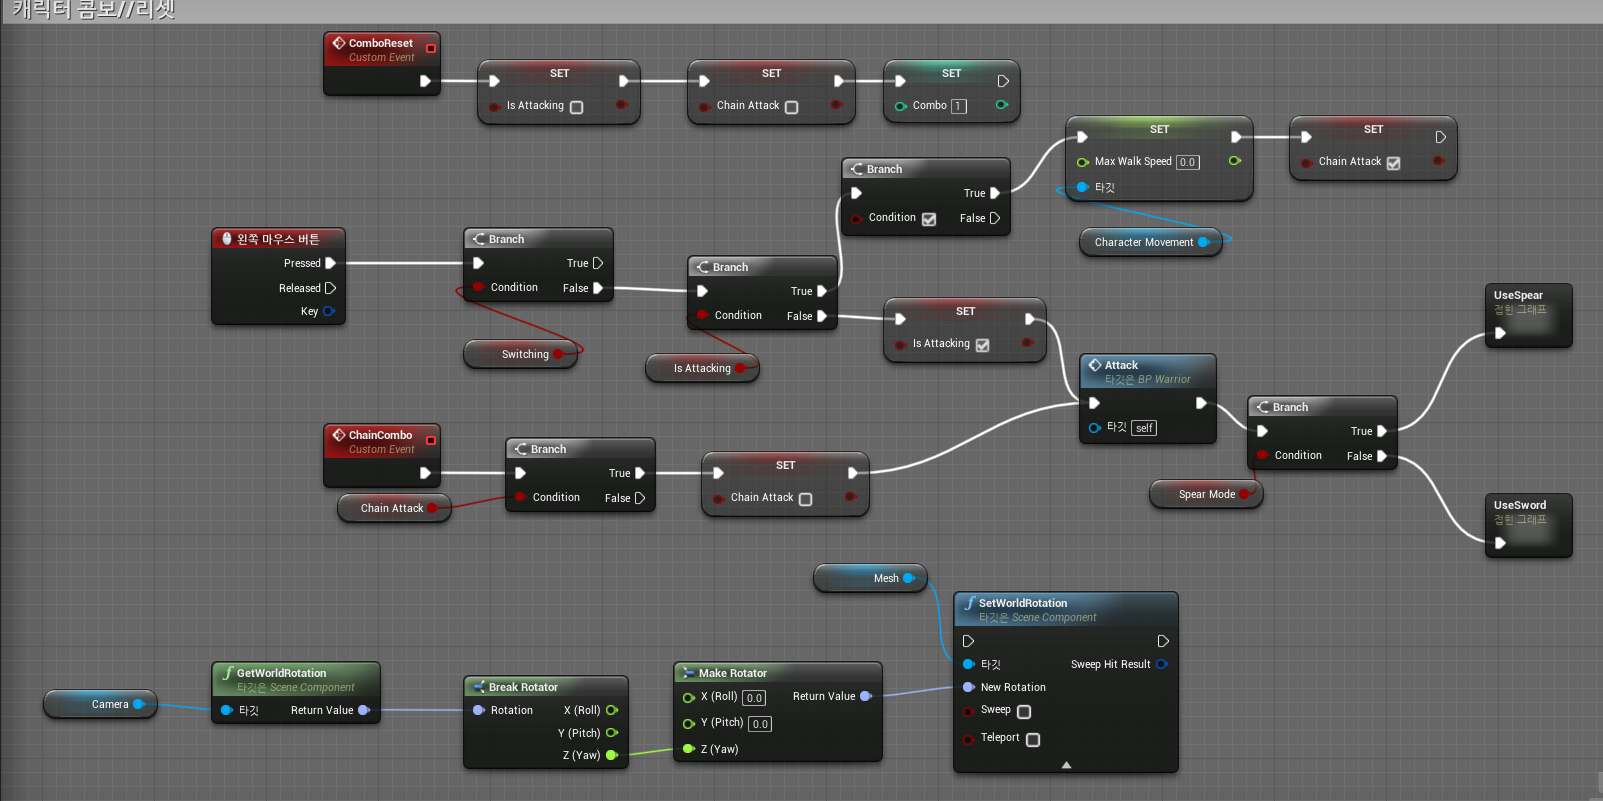 캐릭터 콤보//리셋
ComboReset
Custom Event
SET
Is Attacking
SET
Chain Attack
SET
Combo 1
SET
Max Walk Speed 0.0
타깃
SET
Chain Attack
Character Movement
Branch
True
Condition
False
왼쪽 마우스 버튼
Pressed
Released
Key
Branch
True
Condition
False
Switching
Branch
True
Condition
False
Is Attacking
SET
Is Attacking
Attack
타깃은 BP Warrior
타깃 self
Branch
True
Condition
False
Spear Mode
UseSpear
접힌 그래프
UseSword
접힌 그래프
ChainCombo
Custom Event
Chain Attack
Branch
True
Condition
False
SET
Chain Attack
Mesh
SetWorldRotation
타깃은 Scene Component
타깃
Sweep Hit Result
New Rotation
Sweep
Teleport
Camera
GetWorldRotation
타깃은 Scene Component
타깃
Return Value
Break Rotator
Rotation
X (Roll)
Y (Pitch)
Z (Yaw)
Make Rotator
X (Roll) 0.0
Return Value
Y (Pitch) 0.0
Z (Yaw)